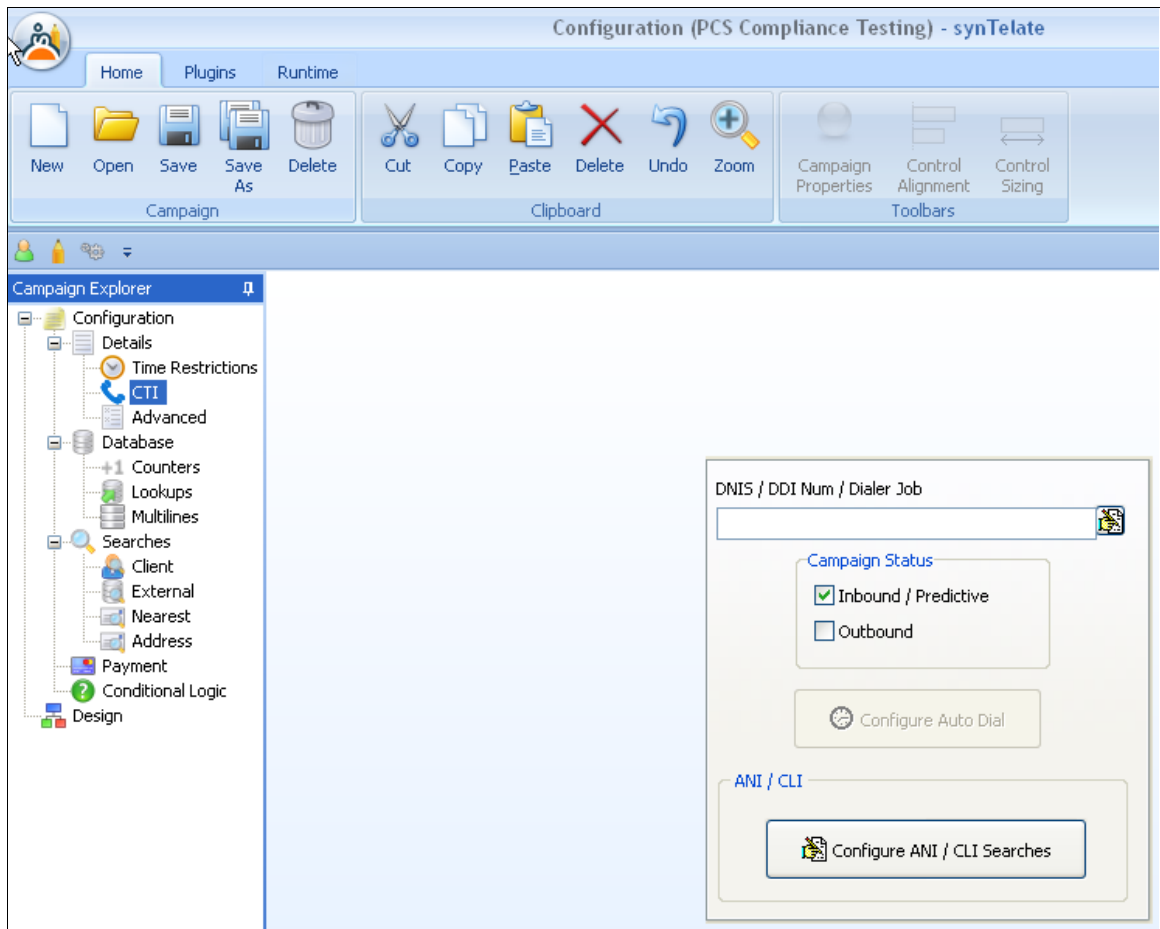 Configuration (PCS Compliance Testing) - synTelate
Home Plugins Runtime
New Open Save Save As Delete Cut Copy Paste Delete Undo Zoom Campaign Properties Control Alignment Control Sizing
Campaign Clipboard Toolbars
Campaign Explorer
Configuration
Details
Time Restrictions
CTI
Advanced
Database
+1 Counters
Lookups
Multilines
Searches
Client
External
Nearest
Address
Payment
? Conditional Logic
Design
DNIS / DDI Num / Dialer Job
Campaign Status
Inbound / Predictive
Outbound
Configure Auto Dial
ANI / CLI
Configure ANI / CLI Searches